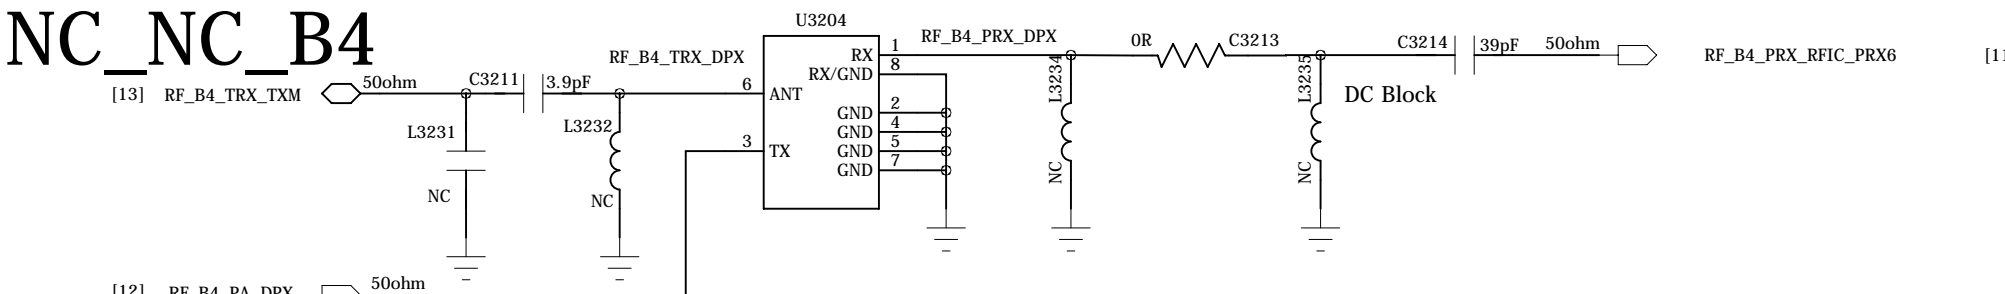 NC_NC_B4
U3204
RF_B4_TRX_DPX
RF_B4_PRX_DPX
0R
C3213
C3214
39pF
50ohm
RF_B4_PRX_RFIC_PRX6
[13]
RF_B4_TRX_TXM
50ohm
C3211
3.9pF
6
ANT
RX
1
RX/GND
8
GND
2
GND
4
GND
5
GND
7
3
TX
L3231
NC
L3232
NC
L3234
NC
L3235
NC
DC Block
[12]
RF_B4_PA_DPX
50ohm